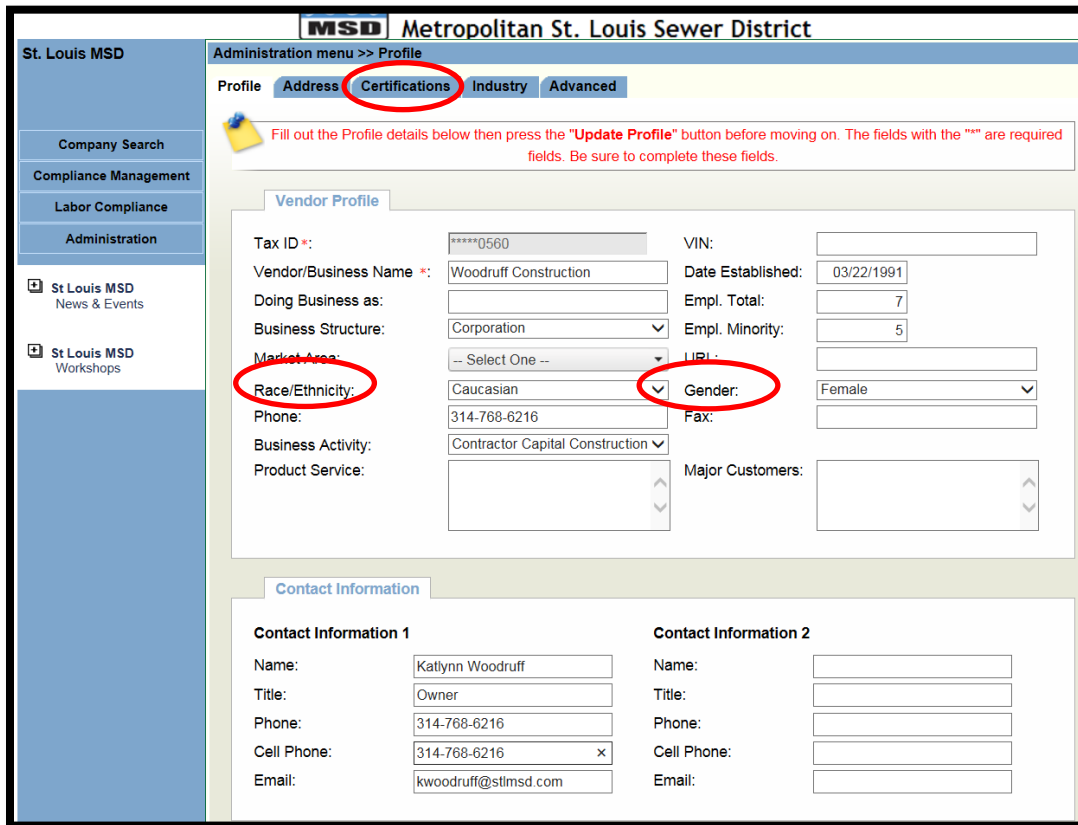 MSD Metropolitan St. Louis Sewer District
St. Louis MSD
Administration menu >> Profile
Profile Address Certifications Industry Advanced
Fill out the Profile details below then press the "Update Profile" button before moving on. The fields with the "*" are required
fields. Be sure to complete these fields.
Company Search
Compliance Management
Labor Compliance
Administration
St Louis MSD
News & Events
St Louis MSD
Workshops
Vendor Profile
Tax ID *: *****0560 VIN:
Vendor/Business Name *: Woodruff Construction Date Established: 03/22/1991
Doing Business as: Empl. Total: 7
Business Structure: Corporation Empl. Minority: 5
Market Area: -- Select One -- URL:
Race/Ethnicity: Caucasian Gender: Female
Phone: 314-768-6216 Fax:
Business Activity: Contractor Capital Construction
Product Service: Major Customers:
Contact Information
Contact Information 1 Contact Information 2
Name: Katlynn Woodruff Name:
Title: Owner Title:
Phone: 314-768-6216 Phone:
Cell Phone: 314-768-6216 × Cell Phone:
Email: kwoodruff@stlmsd.com Email: